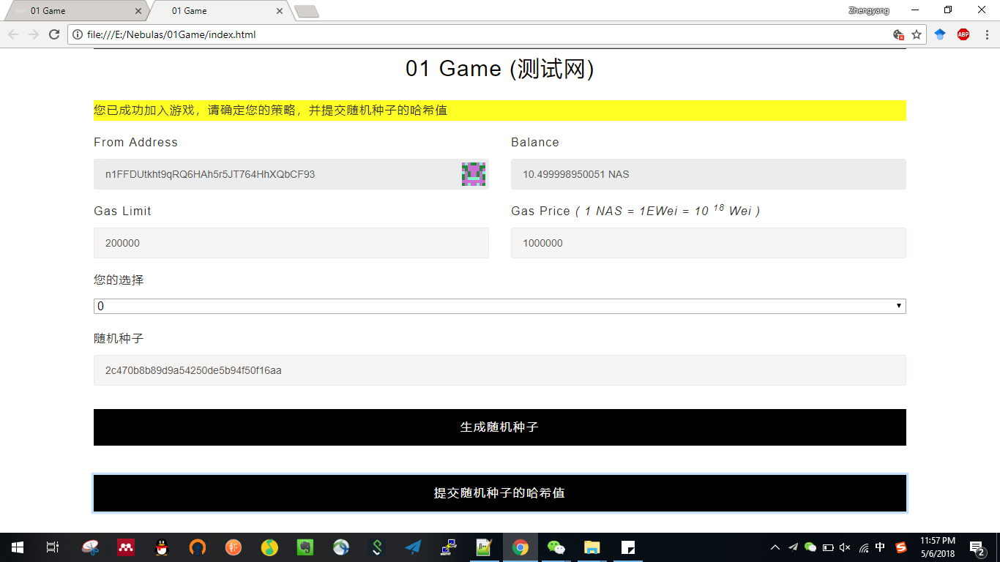 01 Game
01 Game
Zhengyang
file:///E:/Nebulas/01Game/index.html
ABP
01 Game (测试网)
您已成功加入游戏，请确定您的策略，并提交随机种子的哈希值
From Address
Balance
n1FFDUtkht9qRQ6HAh5r5JT764HhXQbCF93
10.499998950051 NAS
Gas Limit
Gas Price ( 1 NAS = 1EWei = 10 18 Wei )
200000
1000000
您的选择
0
随机种子
2c470b8b89d9a54250de5b94f50f16aa
生成随机种子
提交随机种子的哈希值
中
11:57 PM
5/6/2018
2